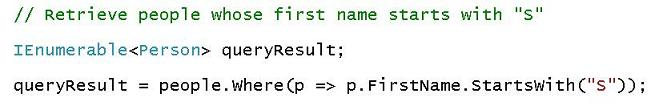 // Retrieve people whose first name starts with "S"
IEnumerable<Person> queryResult;
queryResult = people.Where(p => p.FirstName.StartsWith("S"));